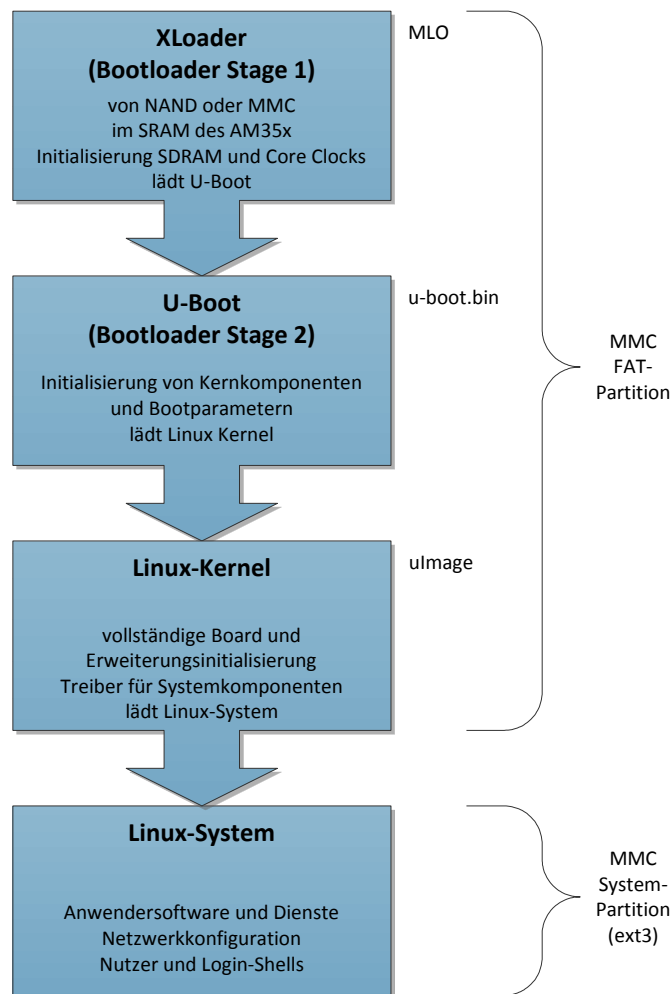 XLoader
(Bootloader Stage 1)
von NAND oder MMC
im SRAM des AM35x
Initialisierung SDRAM und Core Clocks
lädt U-Boot
MLO
U-Boot
(Bootloader Stage 2)
Initialisierung von Kernkomponenten
und Bootparametern
lädt Linux Kernel
u-boot.bin
MMC
FAT-
Partition
Linux-Kernel
vollständige Board und
Erweiterungsinitialisierung
Treiber für Systemkomponenten
lädt Linux-System
uImage
Linux-System
Anwendersoftware und Dienste
Netzwerkkonfiguration
Nutzer und Login-Shells
MMC
System-
Partition
(ext3)